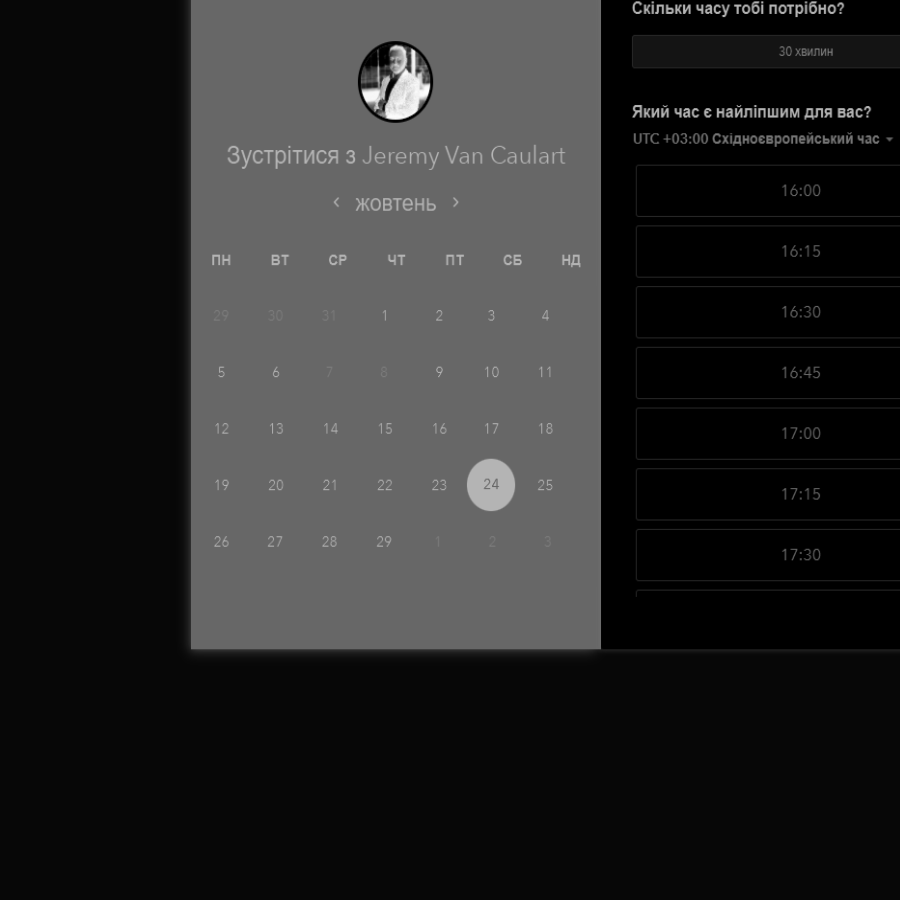 Зустрітися з Jeremy Van Caulart
‹ жовтень ›
ПН ВТ СР ЧТ ПТ СБ НД
29 30 31 1 2 3 4
5 6 7 8 9 10 11
12 13 14 15 16 17 18
19 20 21 22 23 24 25
26 27 28 29 1 2 3
Скільки часу тобі потрібно?
30 хвилин
Який час є найліпшим для вас?
UTC +03:00 Східноєвропейський час
16:00
16:15
16:30
16:45
17:00
17:15
17:30